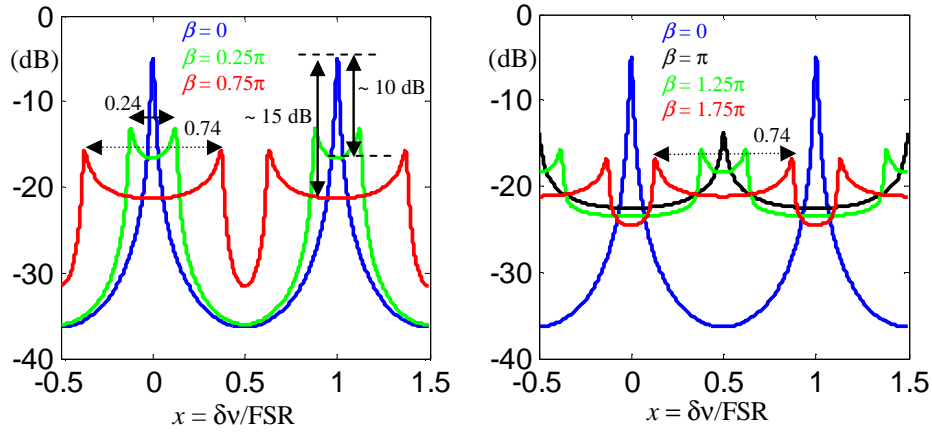 0
(dB)
-10
-20
-30
-40
β = 0
β = 0.25π
β = 0.75π
0.24
0.74
~ 15 dB
~ 10 dB
-0.5
0
0.5
1
1.5
x = δν/FSR
0
(dB)
-10
-20
-30
-40
β = 0
β = π
β = 1.25π
β = 1.75π
0.74
-0.5
0
0.5
1
1.5
x = δν/FSR